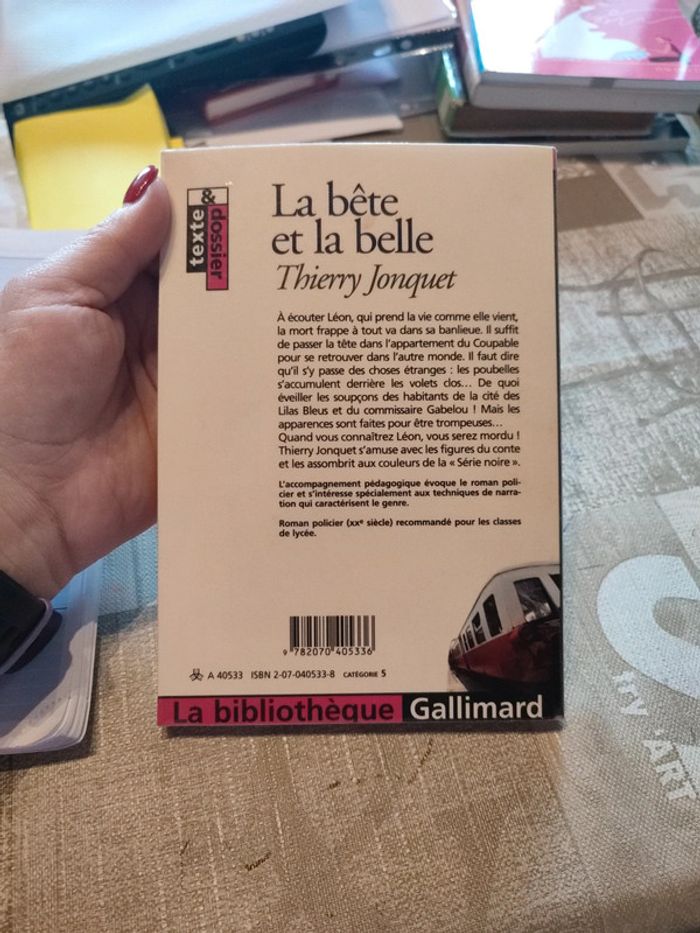 texte
&
dossier
La bête
et la belle
Thierry Jonquet
À écouter Léon, qui prend la vie comme elle vient,
la mort frappe à tout va dans sa banlieue. Il suffit
de passer la tête dans l'appartement du Coupable
pour se retrouver dans l'autre monde. Il faut dire
qu'il s'y passe des choses étranges : les poubelles
s'accumulent derrière les volets clos... De quoi
éveiller les soupçons des habitants de la cité des
Lilas Bleus et du commissaire Gabelou ! Mais les
apparences sont faites pour être trompeuses...
Quand vous connaîtrez Léon, vous serez mordu !
Thierry Jonquet s'amuse avec les figures du conte
et les assombrit aux couleurs de la « Série noire ».
L'accompagnement pédagogique évoque le roman poli-
cier et s'intéresse spécialement aux techniques de narra-
tion qui caractérisent le genre.
Roman policier (XXe siècle) recommandé pour les classes
de lycée.
9 782070 405336
A 40533 ISBN 2-07-040533-8 CATÉGORIE 5
La bibliothèque Gallimard
try
ART